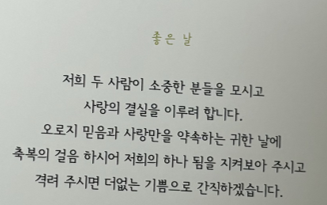 좋은 날
저희 두 사람이 소중한 분들을 모시고
사랑의 결실을 이루려 합니다.
오로지 믿음과 사랑만을 약속하는 귀한 날에
축복의 걸음 하시어 저희의 하나 됨을 지켜보아 주시고
격려 주시면 더없는 기쁨으로 간직하겠습니다.